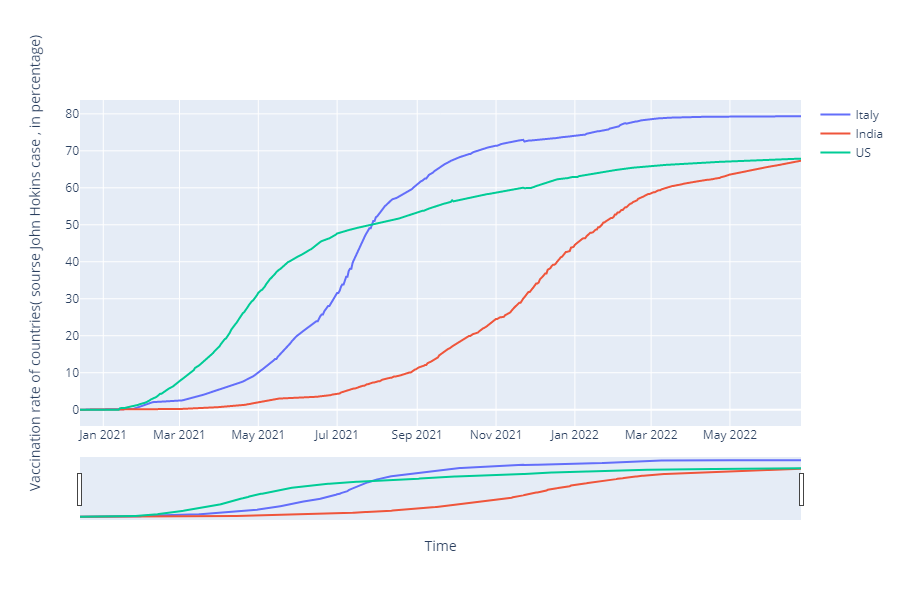 Vaccination rate of countries( sourse John Hokins case , in percentage)
80
70
60
50
40
30
20
10
0
Jan 2021 Mar 2021 May 2021 Jul 2021 Sep 2021 Nov 2021 Jan 2022 Mar 2022 May 2022
Time
Italy
India
US